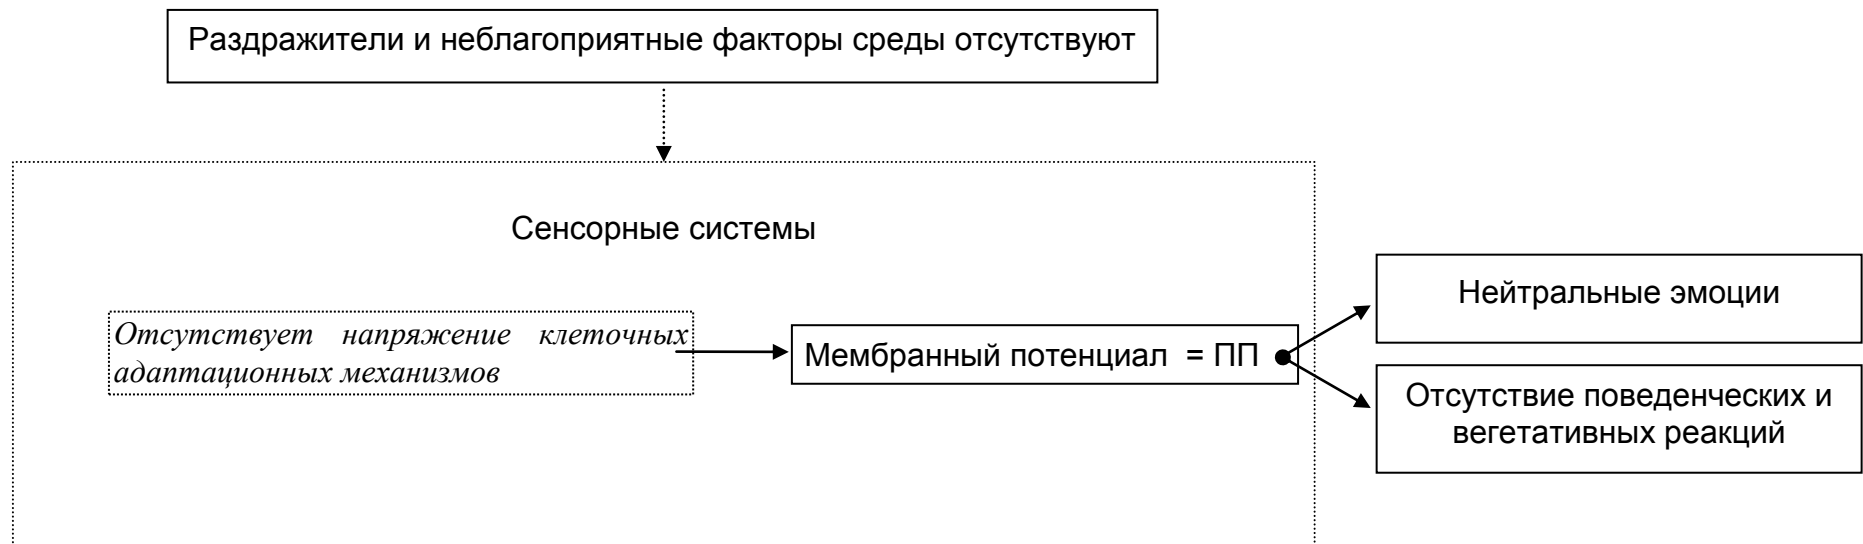 Раздражители и неблагоприятные факторы среды отсутствуют
Сенсорные системы
Отсутствует напряжение клеточных
адаптационных механизмов
Мембранный потенциал = ПП
Нейтральные эмоции
Отсутствие поведенческих и
вегетативных реакций